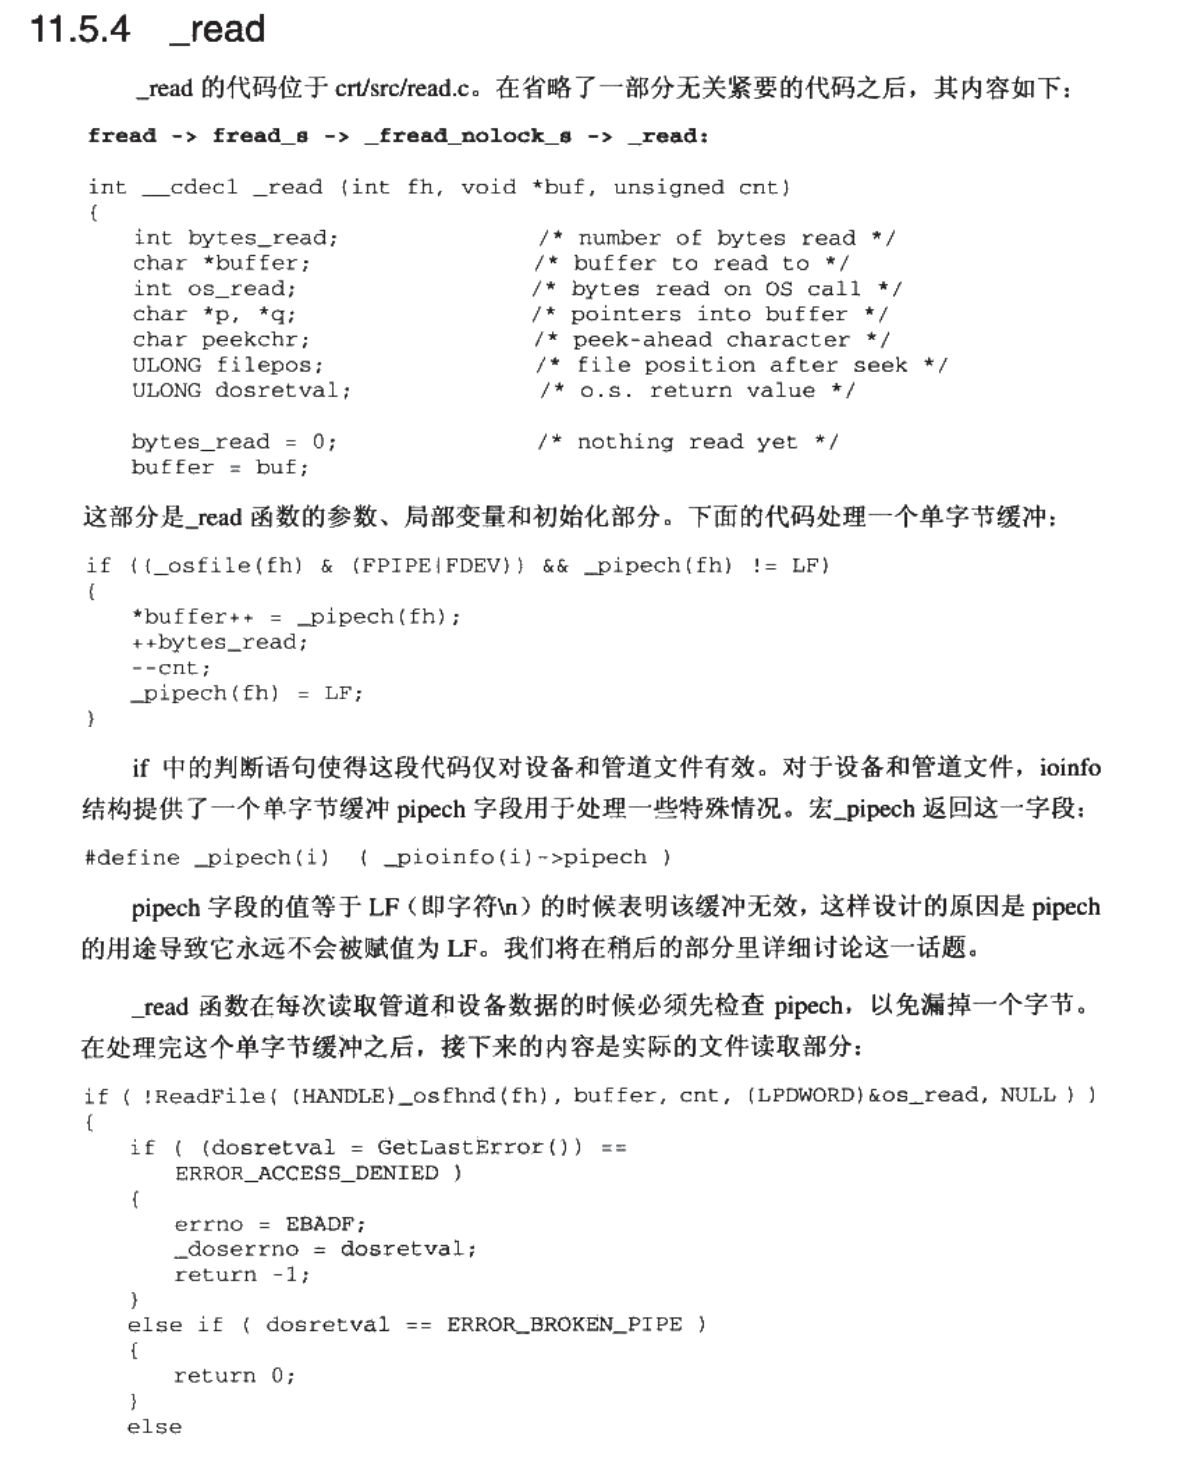 11.5.4 _read
_read 的代码位于 crt/src/read.c。在省略了一部分无关紧要的代码之后，其内容如下：
fread -> fread_s -> _fread_nolock_s -> _read:
int __cdecl _read (int fh, void *buf, unsigned cnt)
{
int bytes_read; /* number of bytes read */
char *buffer; /* buffer to read to */
int os_read; /* bytes read on OS call */
char *p, *q; /* pointers into buffer */
char peekchr; /* peek-ahead character */
ULONG filepos; /* file position after seek */
ULONG dosretval; /* o.s. return value */
bytes_read = 0; /* nothing read yet */
buffer = buf;
这部分是_read 函数的参数、局部变量和初始化部分。下面的代码处理一个单字节缓冲：
if ((_osfile(fh) & (FPIPE|FDEV)) && _pipech(fh) != LF)
{
*buffer++ = _pipech(fh);
++bytes_read;
--cnt;
_pipech(fh) = LF;
}
if 中的判断语句使得这段代码仅对设备和管道文件有效。对于设备和管道文件，ioinfo
结构提供了一个单字节缓冲 pipech 字段用于处理一些特殊情况。宏_pipech 返回这一字段：
#define _pipech(i) ( _pioinfo(i)->pipech )
pipech 字段的值等于 LF（即字符\n）的时候表明该缓冲无效，这样设计的原因是 pipech
的用途导致它永远不会被赋值为 LF。我们将在稍后的部分里详细讨论这一话题。
_read 函数在每次读取管道和设备数据的时候必须先检查 pipech，以免漏掉一个字节。
在处理完这个单字节缓冲之后，接下来的内容是实际的文件读取部分：
if ( !ReadFile( (HANDLE)_osfhnd(fh), buffer, cnt, (LPDWORD)&os_read, NULL ) )
{
if ( (dosretval = GetLastError()) ==
ERROR_ACCESS_DENIED )
{
errno = EBADF;
_doserrno = dosretval;
return -1;
}
else if ( dosretval == ERROR_BROKEN_PIPE )
{
return 0;
}
else